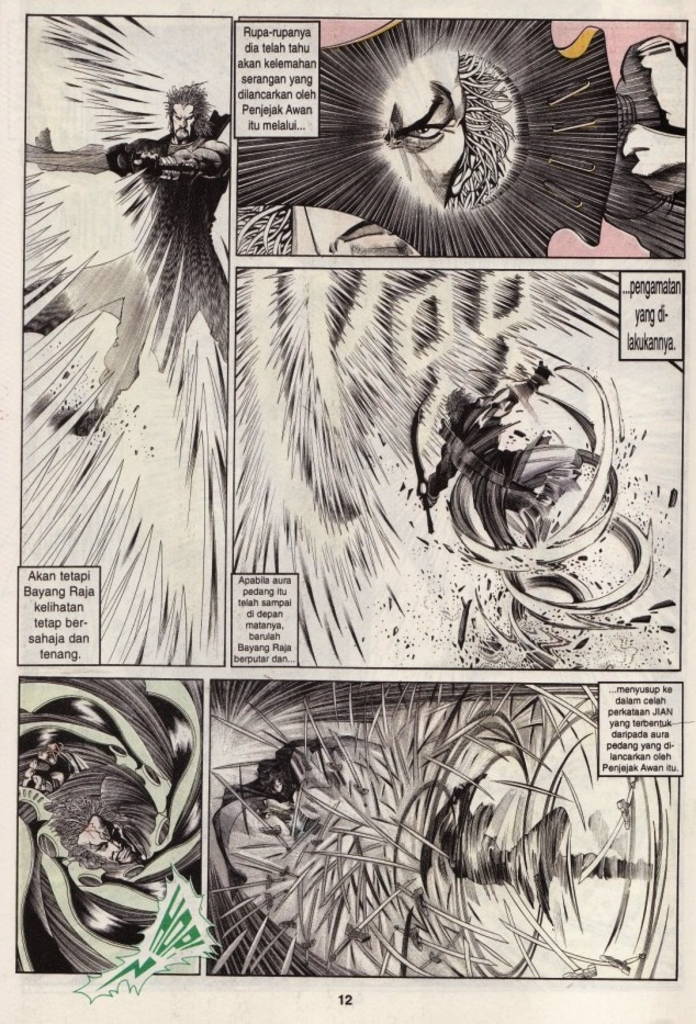 Akan tetapi
Bayang Raja
kelihatan
tetap ber-
sahaja dan
tenang.
Rupa-rupanya
dia telah tahu
akan kelemahan
serangan yang
dilancarkan oleh
Penjejak Awan
itu melalui...
...pengamatan
yang di-
lakukannya.
Apabila aura
pedang itu
telah sampai
di depan
matanya,
barulah
Bayang Raja
berputar dan...
...menyusup ke
dalam celah
perkataan JIAN
yang terbentuk
daripada aura
pedang yang di-
lancarkan oleh
Penjejak Awan itu.
12